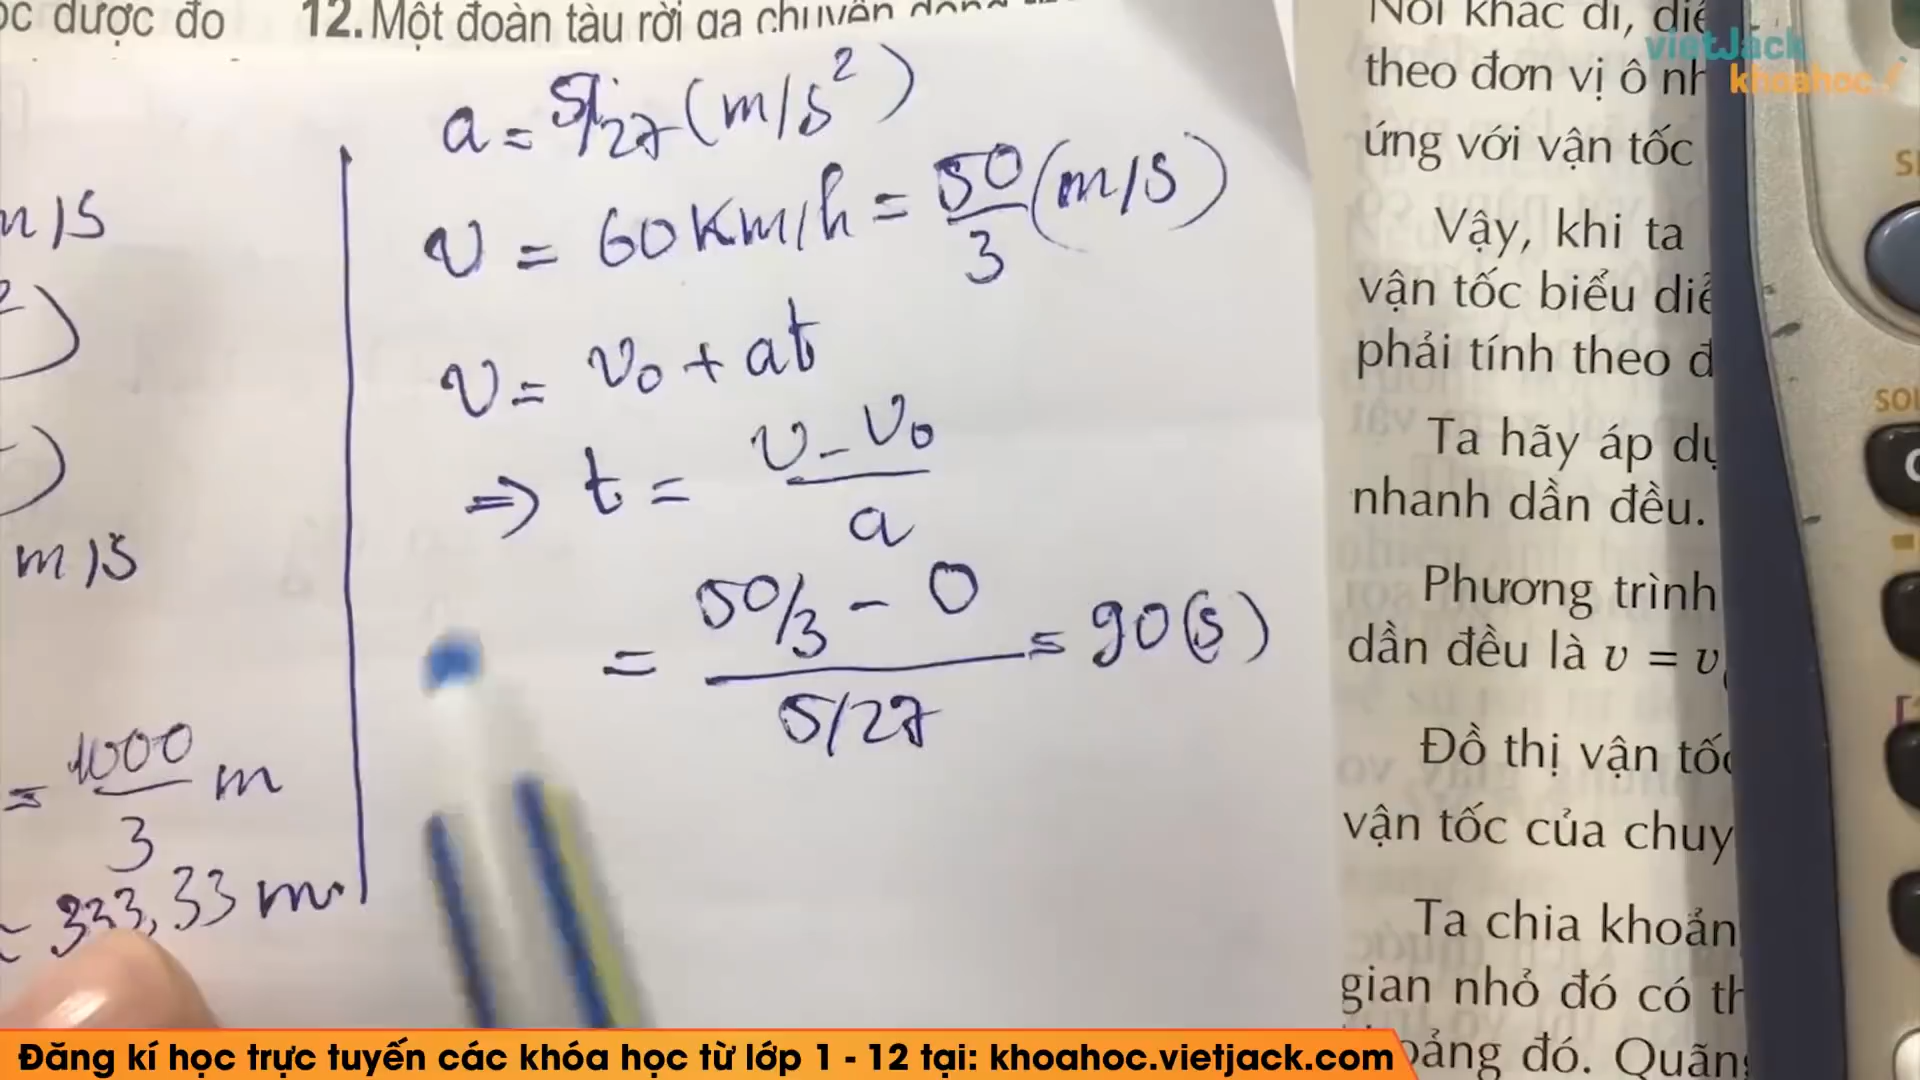 ọc được đo
12. Một đoàn tàu rời ga chuyển động
m/s
)
)
m/s
= 1000/3 m
≈ 333,33 m
a = 5/27 (m/s²)
v = 60 km/h = 50/3 (m/s)
v = v₀ + at
⇒ t = (v - v₀)/a
= (50/3 - 0)/(5/27) = 90 (s)
Nói khác đi, diệ
theo đơn vị ô nh
ứng với vận tốc
Vậy, khi ta
vận tốc biểu diễ
phải tính theo đ
Ta hãy áp dụ
nhanh dần đều.
Phương trình
dần đều là v = v
Đồ thị vận tốc
vận tốc của chuy
Ta chia khoản
gian nhỏ đó có th
khoảng đó. Quãng
vietJack
khoahoc
SOL
Đăng kí học trực tuyến các khóa học từ lớp 1 - 12 tại: khoahoc.vietjack.com